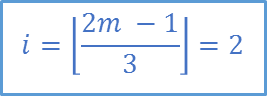 i = ⌊(2m − 1)/3⌋ = 2